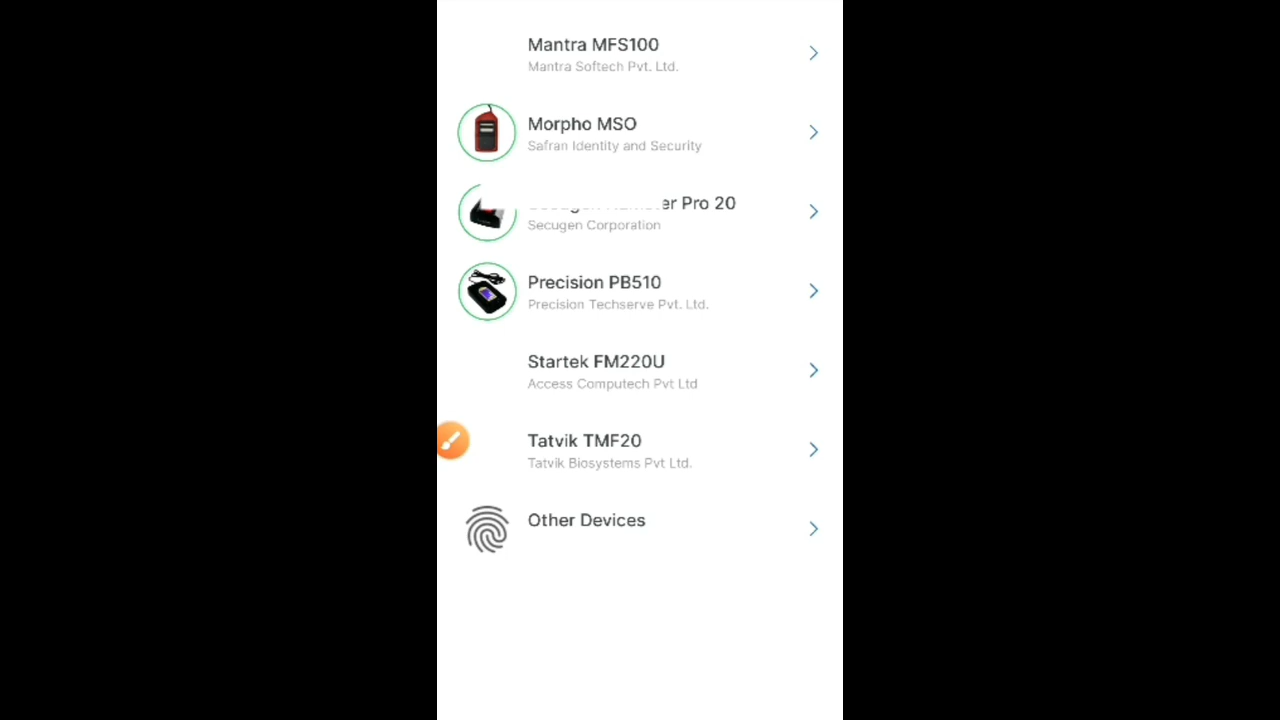 Mantra MFS100
Mantra Softech Pvt. Ltd.
Morpho MSO
Safran Identity and Security
Pro 20
Secugen Corporation
Precision PB510
Precision Techserve Pvt. Ltd.
Startek FM220U
Access Computech Pvt Ltd
Tatvik TMF20
Tatvik Biosystems Pvt Ltd.
Other Devices